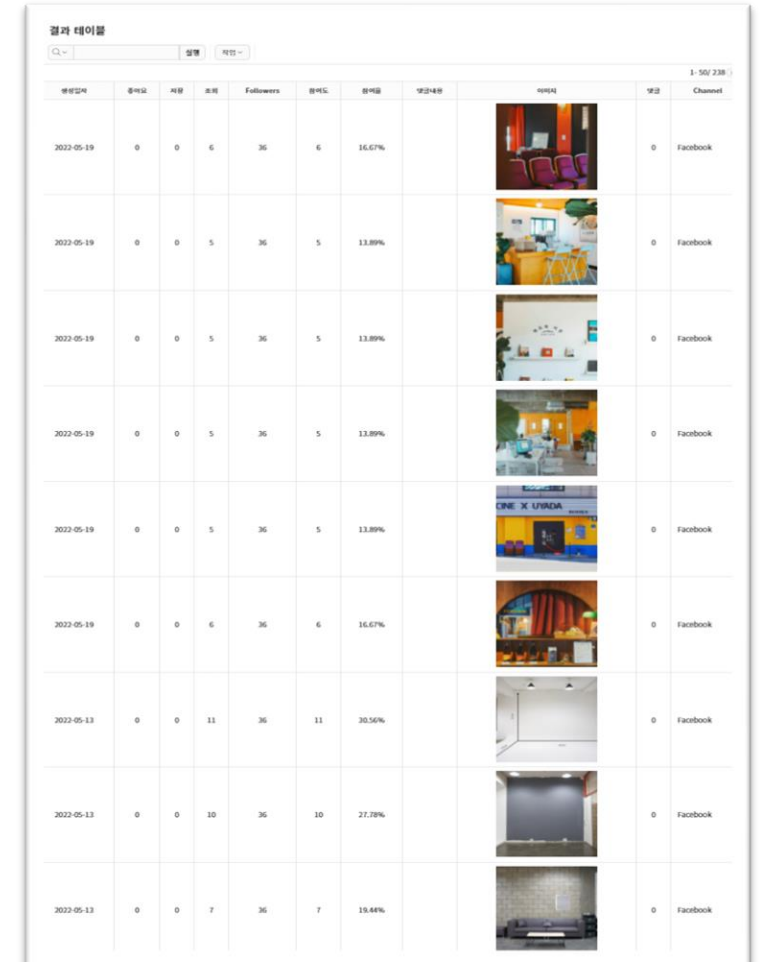 결과 테이블
실행
작업
1- 50/ 238
생성일자 좋아요 저장 조회 Followers 참여도 참여율 댓글내용 이미지 댓글 Channel
2022-05-19 0 0 6 36 6 16.67% 0 Facebook
2022-05-19 0 0 5 36 5 13.89% 0 Facebook
2022-05-19 0 0 5 36 5 13.89% 0 Facebook
2022-05-19 0 0 5 36 5 13.89% 0 Facebook
CINE X UYADA
2022-05-19 0 0 5 36 5 13.89% 0 Facebook
2022-05-19 0 0 6 36 6 16.67% 0 Facebook
2022-05-13 0 0 11 36 11 30.56% 0 Facebook
2022-05-13 0 0 10 36 10 27.78% 0 Facebook
2022-05-13 0 0 7 36 7 19.44% 0 Facebook